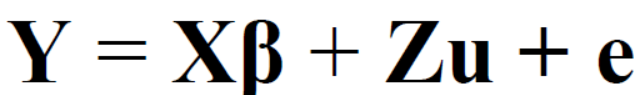 Y = Xβ + Zu + e